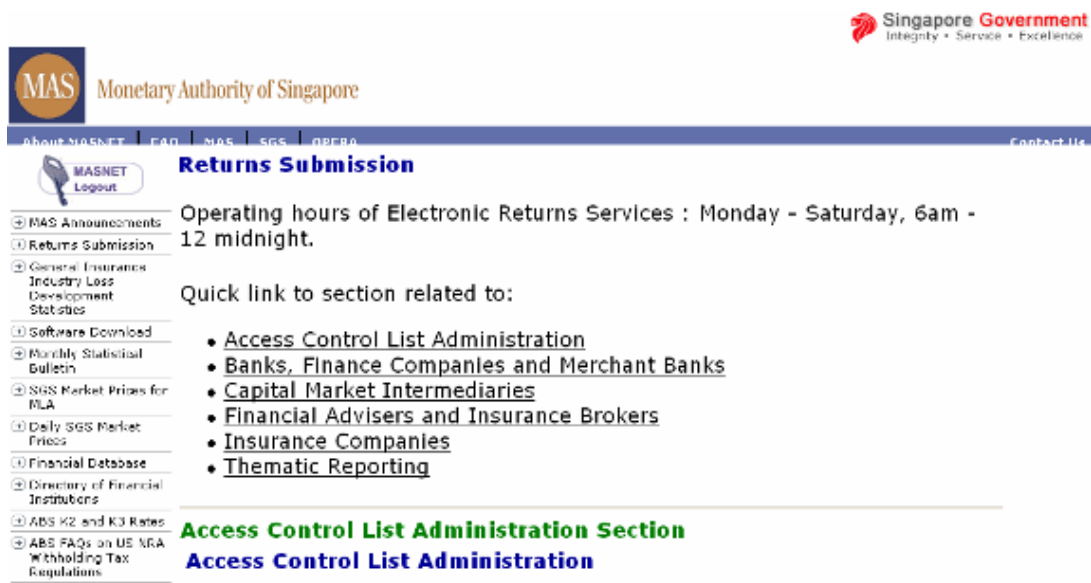 Singapore Government
Integrity • Service • Excellence
MAS
Monetary Authority of Singapore
About MASNET | FAQ | MAS | SGS | OPERA
Contact Us
MASNET
Logout
MAS Announcements
Returns Submission
General Insurance
Industry Loss
Development
Statistics
Software Download
Monthly Statistical
Bulletin
SGS Market Prices for
MLA
Daily SGS Market
Prices
Financial Database
Directory of Financial
Institutions
ABS K2 and K3 Rates
ABS FAQs on US NRA
Withholding Tax
Regulations
Returns Submission
Operating hours of Electronic Returns Services : Monday - Saturday, 6am -
12 midnight.
Quick link to section related to:
• Access Control List Administration
• Banks, Finance Companies and Merchant Banks
• Capital Market Intermediaries
• Financial Advisers and Insurance Brokers
• Insurance Companies
• Thematic Reporting
Access Control List Administration Section
Access Control List Administration